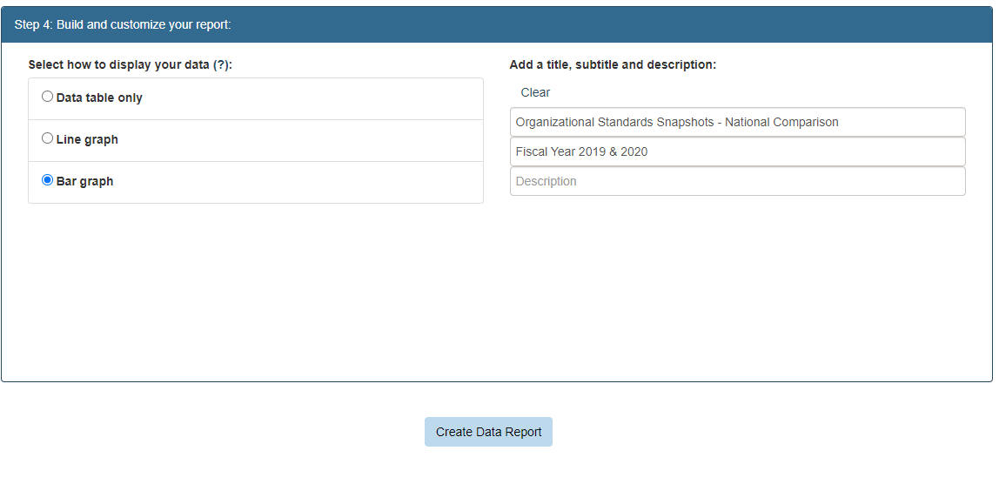 Step 4: Build and customize your report:
Select how to display your data (?):
Data table only
Line graph
Bar graph
Add a title, subtitle and description:
Clear
Organizational Standards Snapshots - National Comparison
Fiscal Year 2019 & 2020
Description
Create Data Report